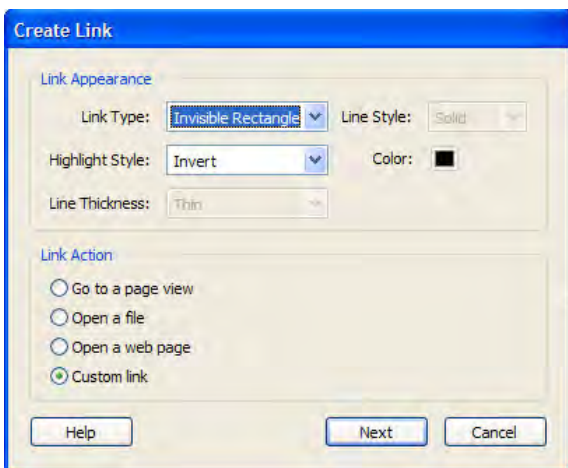 Create Link
Link Appearance
Link Type: Invisible Rectangle Line Style: Solid
Highlight Style: Invert Color:
Line Thickness: Thin
Link Action
Go to a page view
Open a file
Open a web page
Custom link
Help Next Cancel